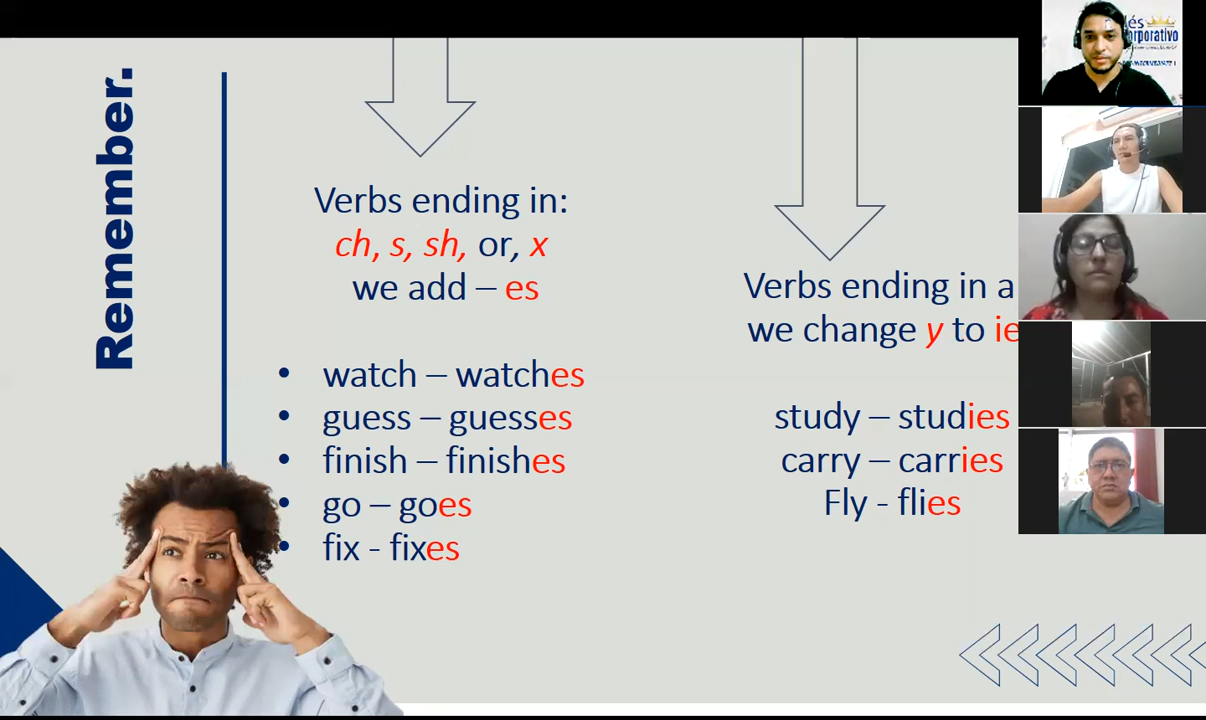 Remember.
Verbs ending in:
ch, s, sh, or, x
we add – es
• watch – watches
• guess – guesses
• finish – finishes
• go – goes
• fix - fixes
Verbs ending in a
we change y to ie
study – studies
carry – carries
Fly - flies
és
orporativo